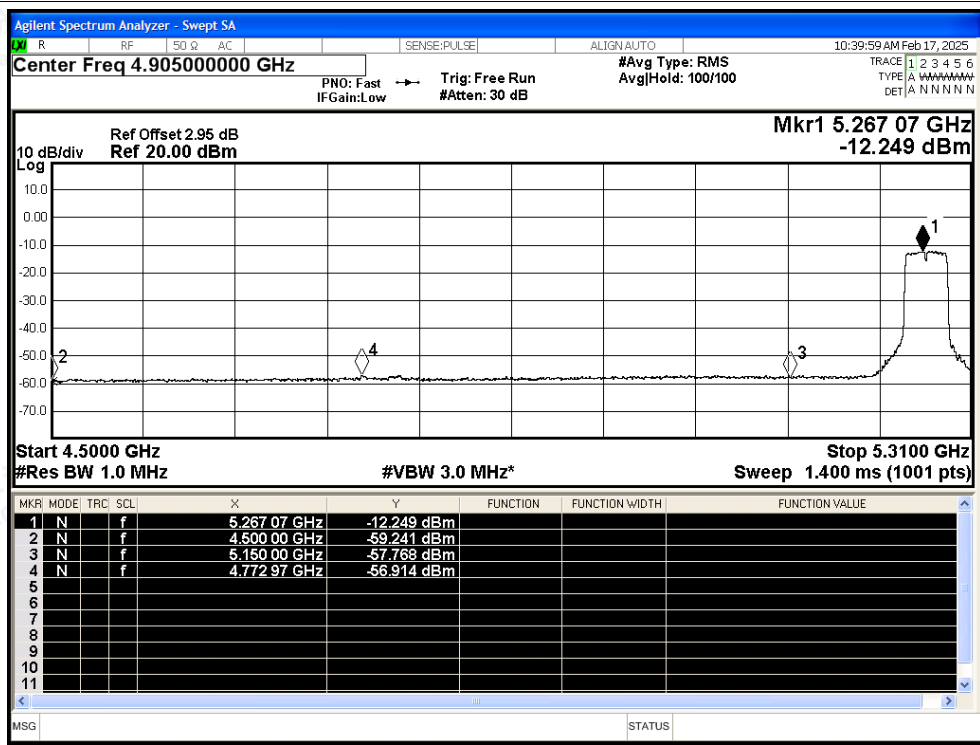 Agilent Spectrum Analyzer - Swept SA
LXI R RF 50 Ω AC SENSE:PULSE ALIGN AUTO 10:39:59 AM Feb 17, 2025
Center Freq 4.905000000 GHz #Avg Type: RMS TRACE 1 2 3 4 5 6
PNO: Fast Trig: Free Run Avg|Hold: 100/100 TYPE A WWWWW
IFGain:Low #Atten: 30 dB DET A N N N N N
Mkr1 5.267 07 GHz
Ref Offset 2.95 dB
10 dB/div Ref 20.00 dBm -12.249 dBm
Log
10.0
0.00
-10.0
-20.0
-30.0
-40.0
-50.0
-60.0
-70.0
1
2
4
3
Start 4.5000 GHz Stop 5.3100 GHz
#Res BW 1.0 MHz #VBW 3.0 MHz* Sweep 1.400 ms (1001 pts)
MKR MODE TRC SCL X Y FUNCTION FUNCTION WIDTH FUNCTION VALUE
1 N f 5.267 07 GHz -12.249 dBm
2 N f 4.500 00 GHz -59.241 dBm
3 N f 5.150 00 GHz -57.768 dBm
4 N f 4.772 97 GHz -56.914 dBm
5
6
7
8
9
10
11
MSG STATUS